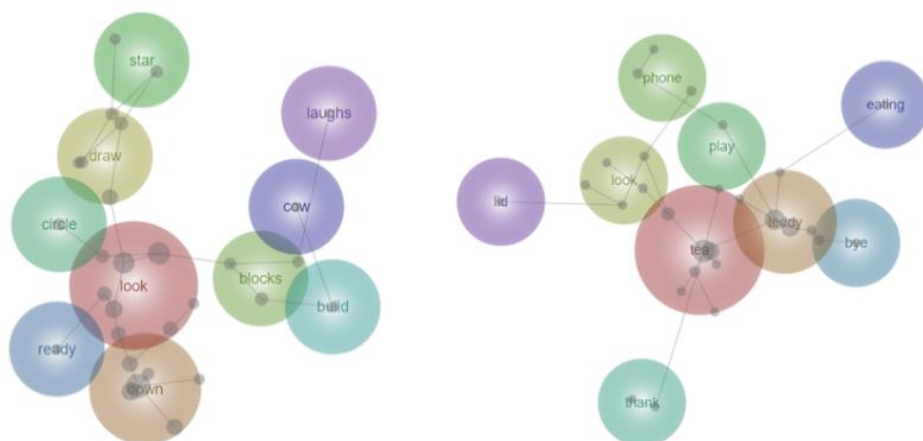 star
laughs
draw
cow
circle
blocks
look
build
ready
down
phone
eating
play
look
lid
teddy
tea
bye
thank